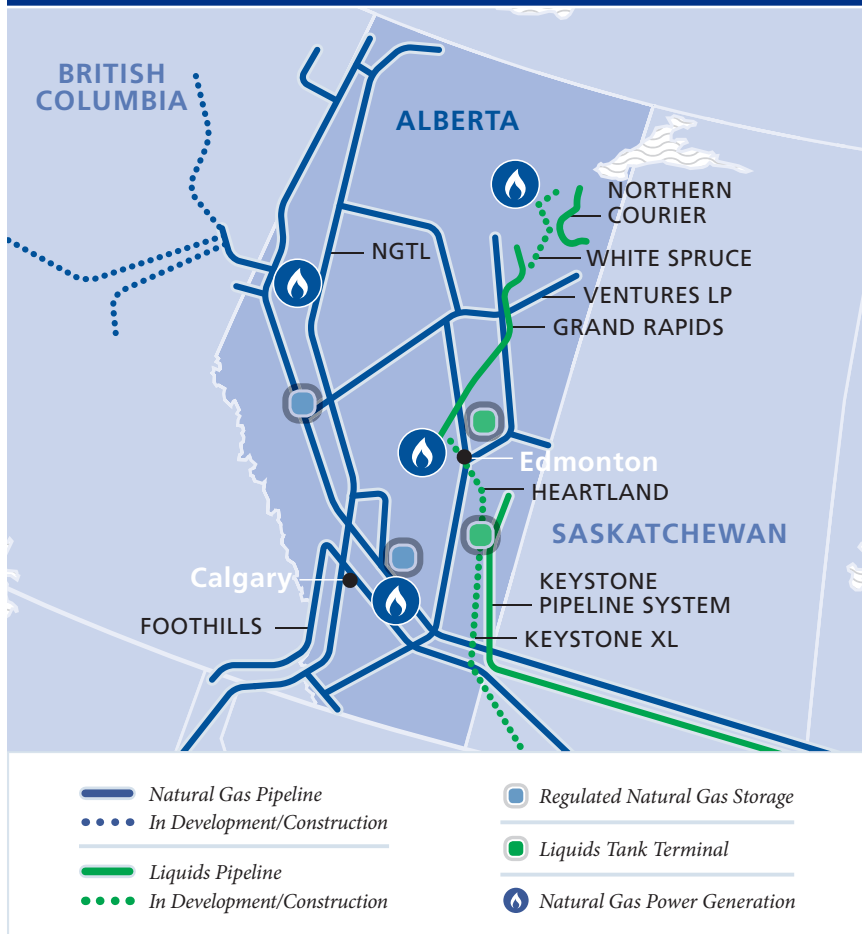 BRITISH
COLUMBIA
ALBERTA
NORTHERN
COURIER
NGTL
WHITE SPRUCE
VENTURES LP
GRAND RAPIDS
Edmonton
HEARTLAND
SASKATCHEWAN
Calgary
KEYSTONE
PIPELINE SYSTEM
FOOTHILLS
KEYSTONE XL
Natural Gas Pipeline
In Development/Construction
Liquids Pipeline
In Development/Construction
Regulated Natural Gas Storage
Liquids Tank Terminal
Natural Gas Power Generation